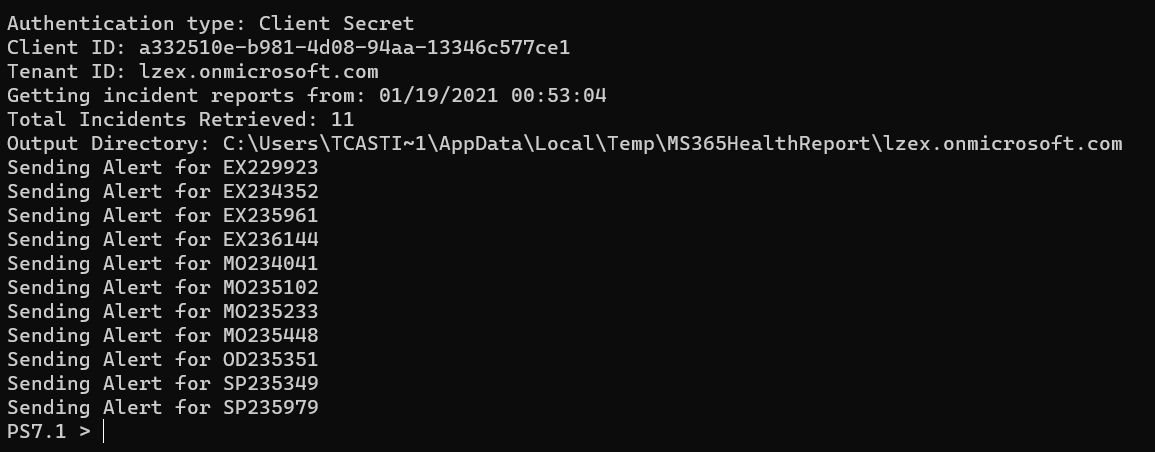 Authentication type: Client Secret
Client ID: a332510e-b981-4d08-94aa-13346c577ce1
Tenant ID: lzex.onmicrosoft.com
Getting incident reports from: 01/19/2021 00:53:04
Total Incidents Retrieved: 11
Output Directory: C:\Users\TCASTI~1\AppData\Local\Temp\MS365HealthReport\lzex.onmicrosoft.com
Sending Alert for EX229923
Sending Alert for EX234352
Sending Alert for EX235961
Sending Alert for EX236144
Sending Alert for MO234041
Sending Alert for MO235102
Sending Alert for MO235233
Sending Alert for MO235448
Sending Alert for OD235351
Sending Alert for SP235349
Sending Alert for SP235979
PS7.1 >